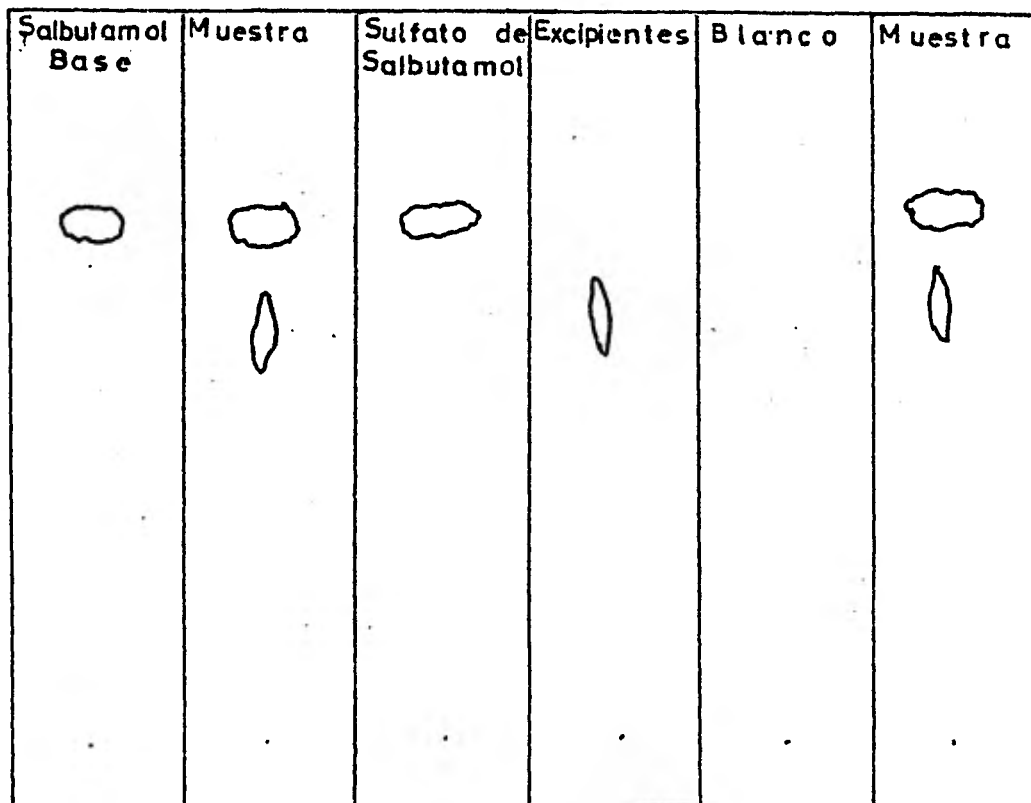 Salbutamol Base
Muestra
Sulfato de Salbutamol
Excipientes
Blanco
Muestra